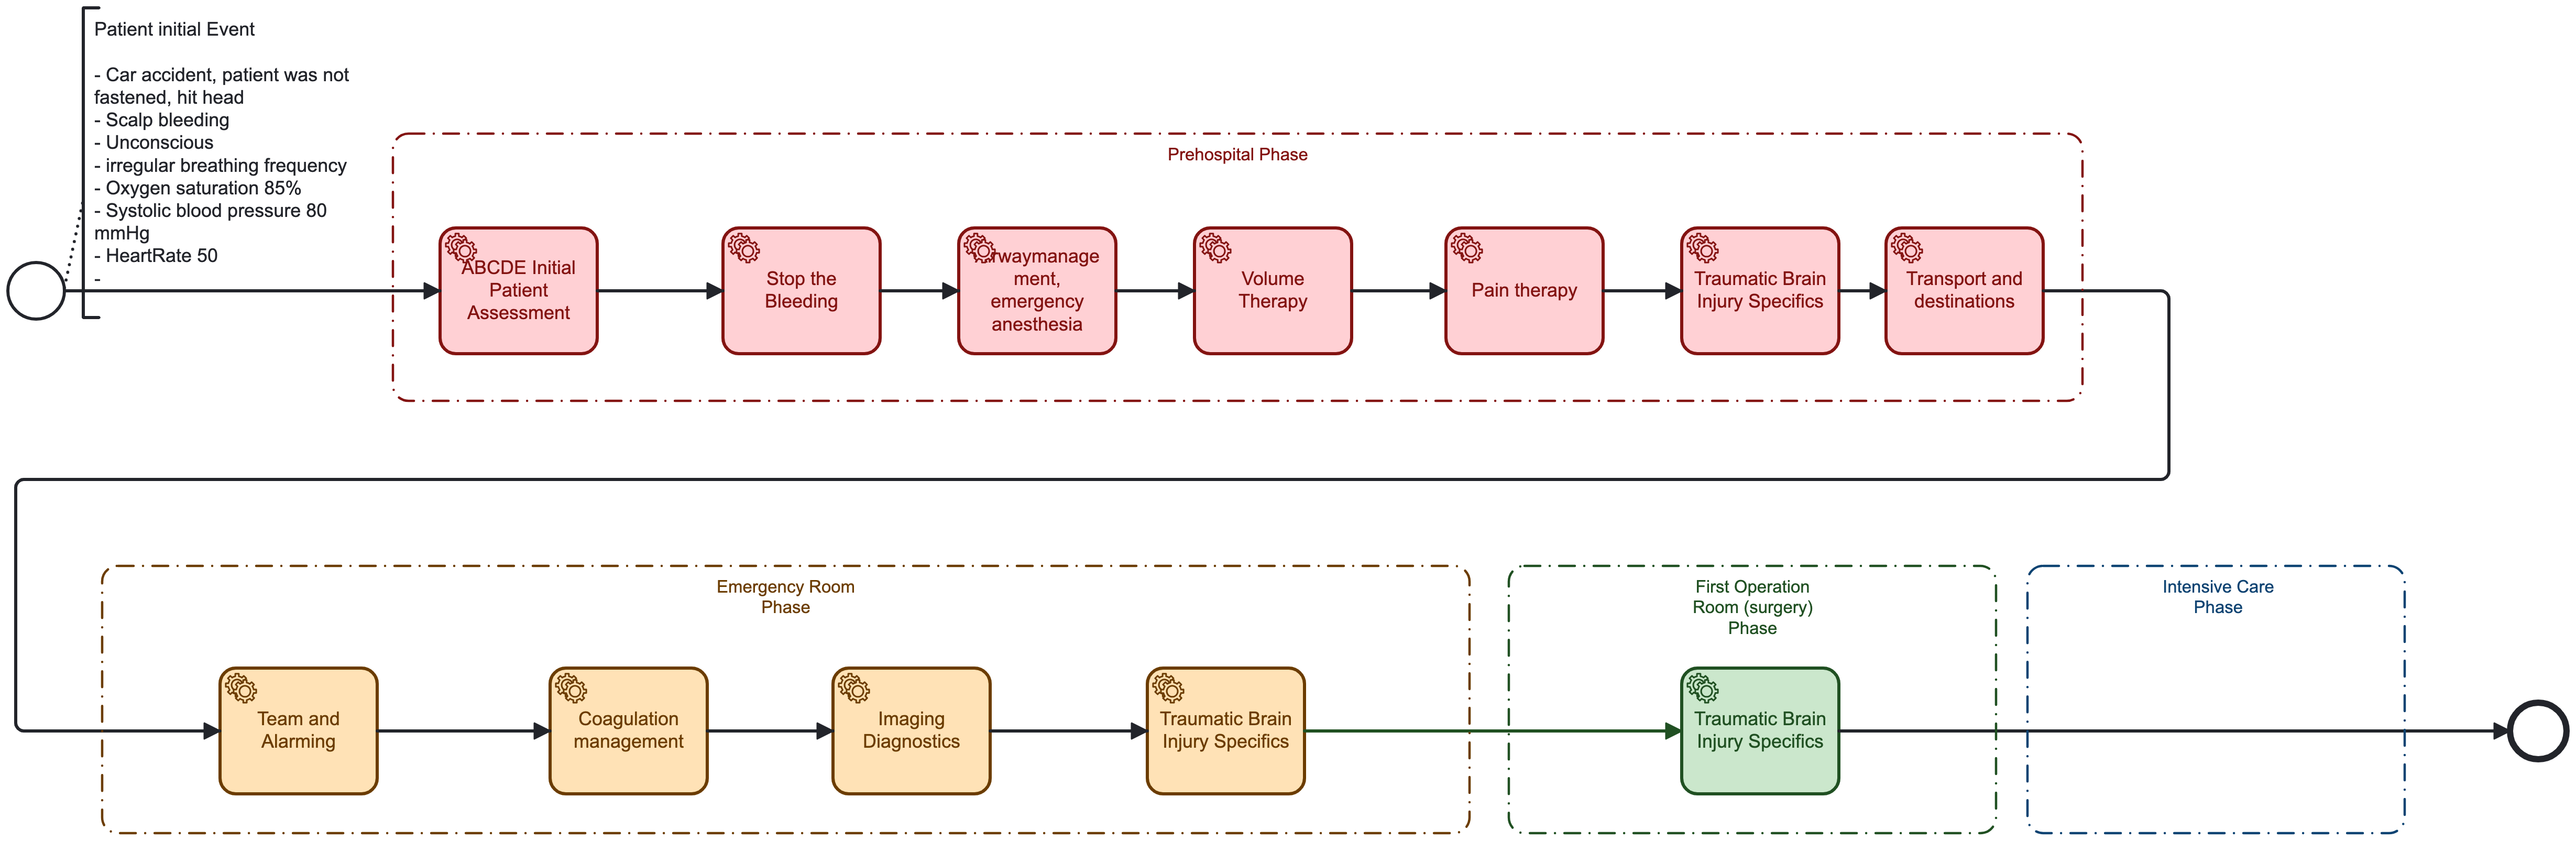 Patient initial Event
- Car accident, patient was not
fastened, hit head
- Scalp bleeding
- Unconscious
- irregular breathing frequency
- Oxygen saturation 85%
- Systolic blood pressure 80
mmHg
- HeartRate 50
-
Prehospital Phase
ABCDE Initial
Patient
Assessment
Stop the
Bleeding
rwaymanage
ment,
emergency
anesthesia
Volume
Therapy
Pain therapy
Traumatic Brain
Injury Specifics
Transport and
destinations
Emergency Room
Phase
Team and
Alarming
Coagulation
management
Imaging
Diagnostics
Traumatic Brain
Injury Specifics
First Operation
Room (surgery)
Phase
Traumatic Brain
Injury Specifics
Intensive Care
Phase